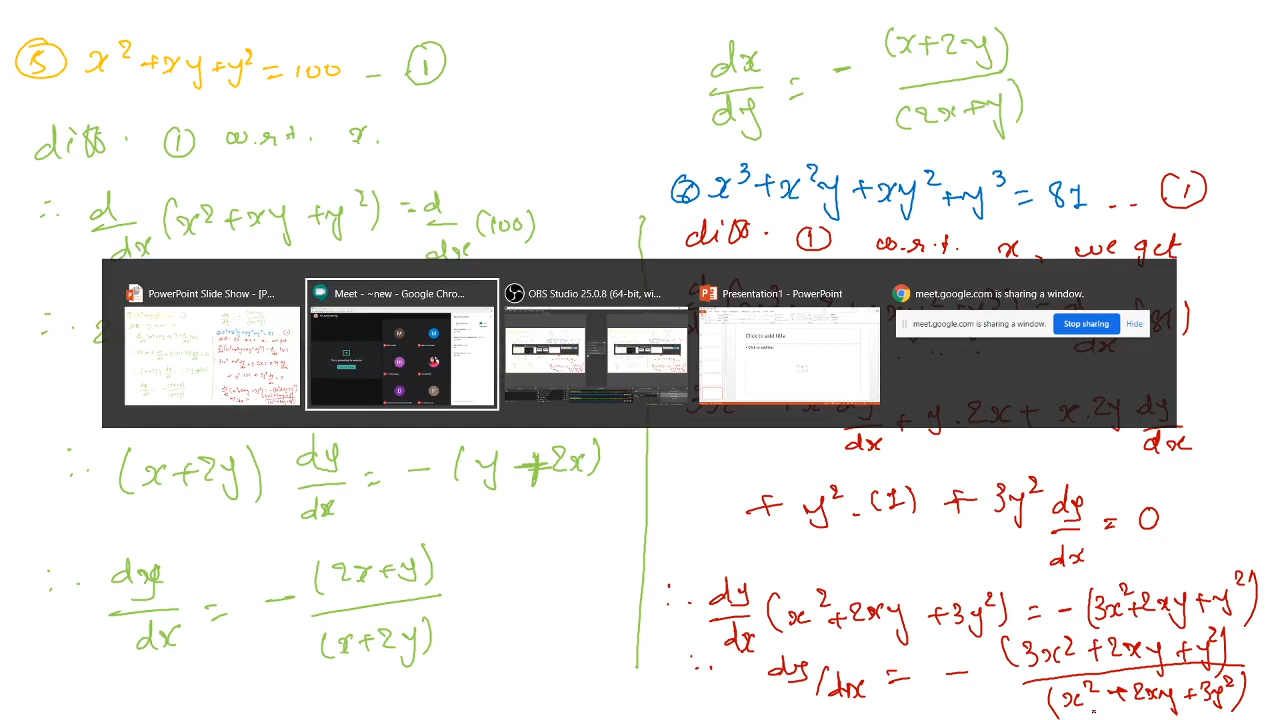 ⑤ x² + xy + y² = 100 - ①
diff. ① w.r.t. x.
∴ d/dx (x² + xy + y²) = d/dx (100)
∴ 2
∴ (x+2y) dy/dx = - (y + 2x)
∴ dy/dx = - (2x+y)/(x+2y)
dx/dy = - (x+2y)/(2x+y)
⑥ x³ + x²y + xy² + y³ = 81 -- ①
diff. ① w.r.t. x, we get
dy/dx + y.2x + x.2y dy/dx
+ y².(1) + 3y² dy/dx = 0
∴ dy/dx (x² + 2xy + 3y²) = - (3x² + 2xy + y²)
∴ dy/dx = - (3x² + 2xy + y²)/(x² + 2xy + 3y²)
PowerPoint Slide Show - [P...
Meet - ~new - Google Chro...
OBS Studio 25.0.8 (64-bit, wi...
Presentation1 - PowerPoint
Click to add title
meet.google.com is sharing a window.
meet.google.com is sharing a window. Stop sharing Hide